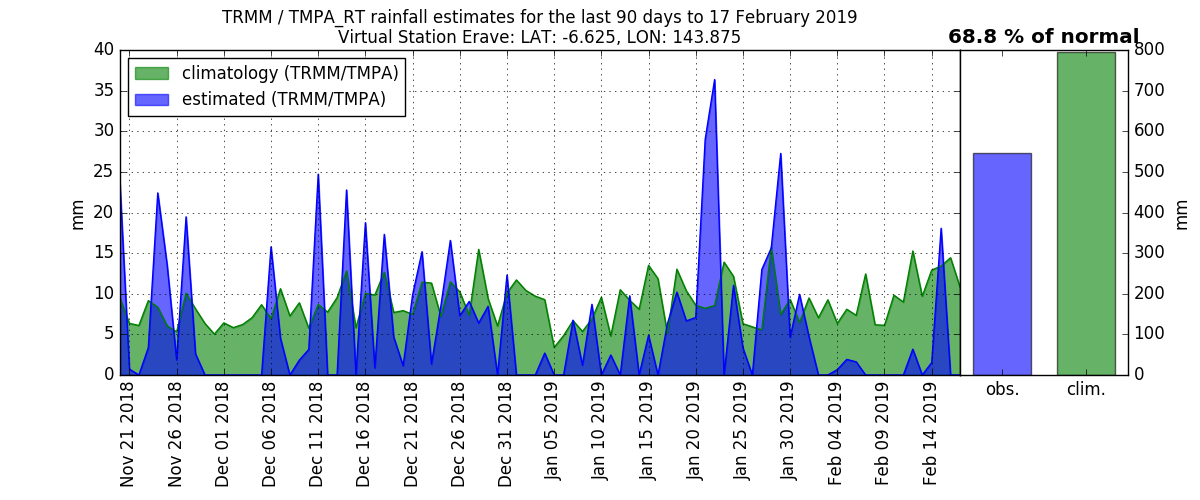 TRMM / TMPA_RT rainfall estimates for the last 90 days to 17 February 2019
Virtual Station Erave: LAT: -6.625, LON: 143.875
68.8 % of normal
climatology (TRMM/TMPA)
estimated (TRMM/TMPA)
40
35
30
25
20
15
10
5
0
mm
800
700
600
500
400
300
200
100
0
mm
obs.
clim.
Nov 21 2018
Nov 26 2018
Dec 01 2018
Dec 06 2018
Dec 11 2018
Dec 16 2018
Dec 21 2018
Dec 26 2018
Dec 31 2018
Jan 05 2019
Jan 10 2019
Jan 15 2019
Jan 20 2019
Jan 25 2019
Jan 30 2019
Feb 04 2019
Feb 09 2019
Feb 14 2019